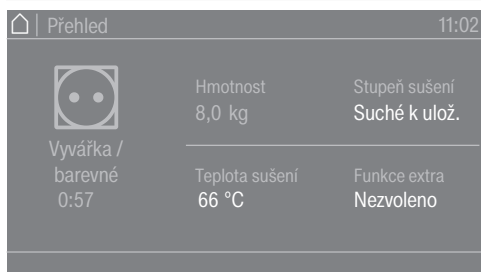 Přehled 11:02
Hmotnost
8,0 kg
Stupeň sušení
Suché k ulož.
Vyvářka /
barevné
0:57
Teplota sušení
66 °C
Funkce extra
Nezvoleno